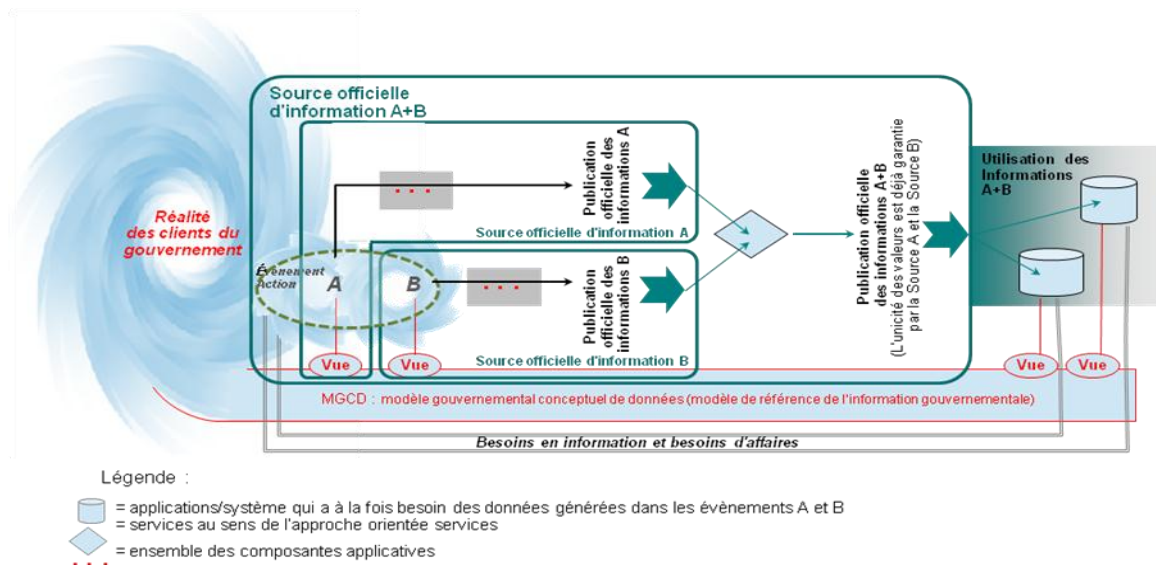 Source officielle
d'information A+B
Publication
officielle des
informations A
Source officielle d'information A
Réalité
des clients du
gouvernement
Évènement
Action
A
B
Publication
officielle des
informations B
Source officielle d'information B
Publication officielle
des informations A+B
(L'unicité des valeurs est déjà garantie
par la Source A et la Source B)
Utilisation des
Informations
A+B
Vue
Vue
Vue
Vue
MGCD : modèle gouvernemental conceptuel de données (modèle de référence de l'information gouvernementale)
Besoins en information et besoins d'affaires
Légende :
= applications/système qui a à la fois besoin des données générées dans les évènements A et B
= services au sens de l'approche orientée services
= ensemble des composantes applicatives